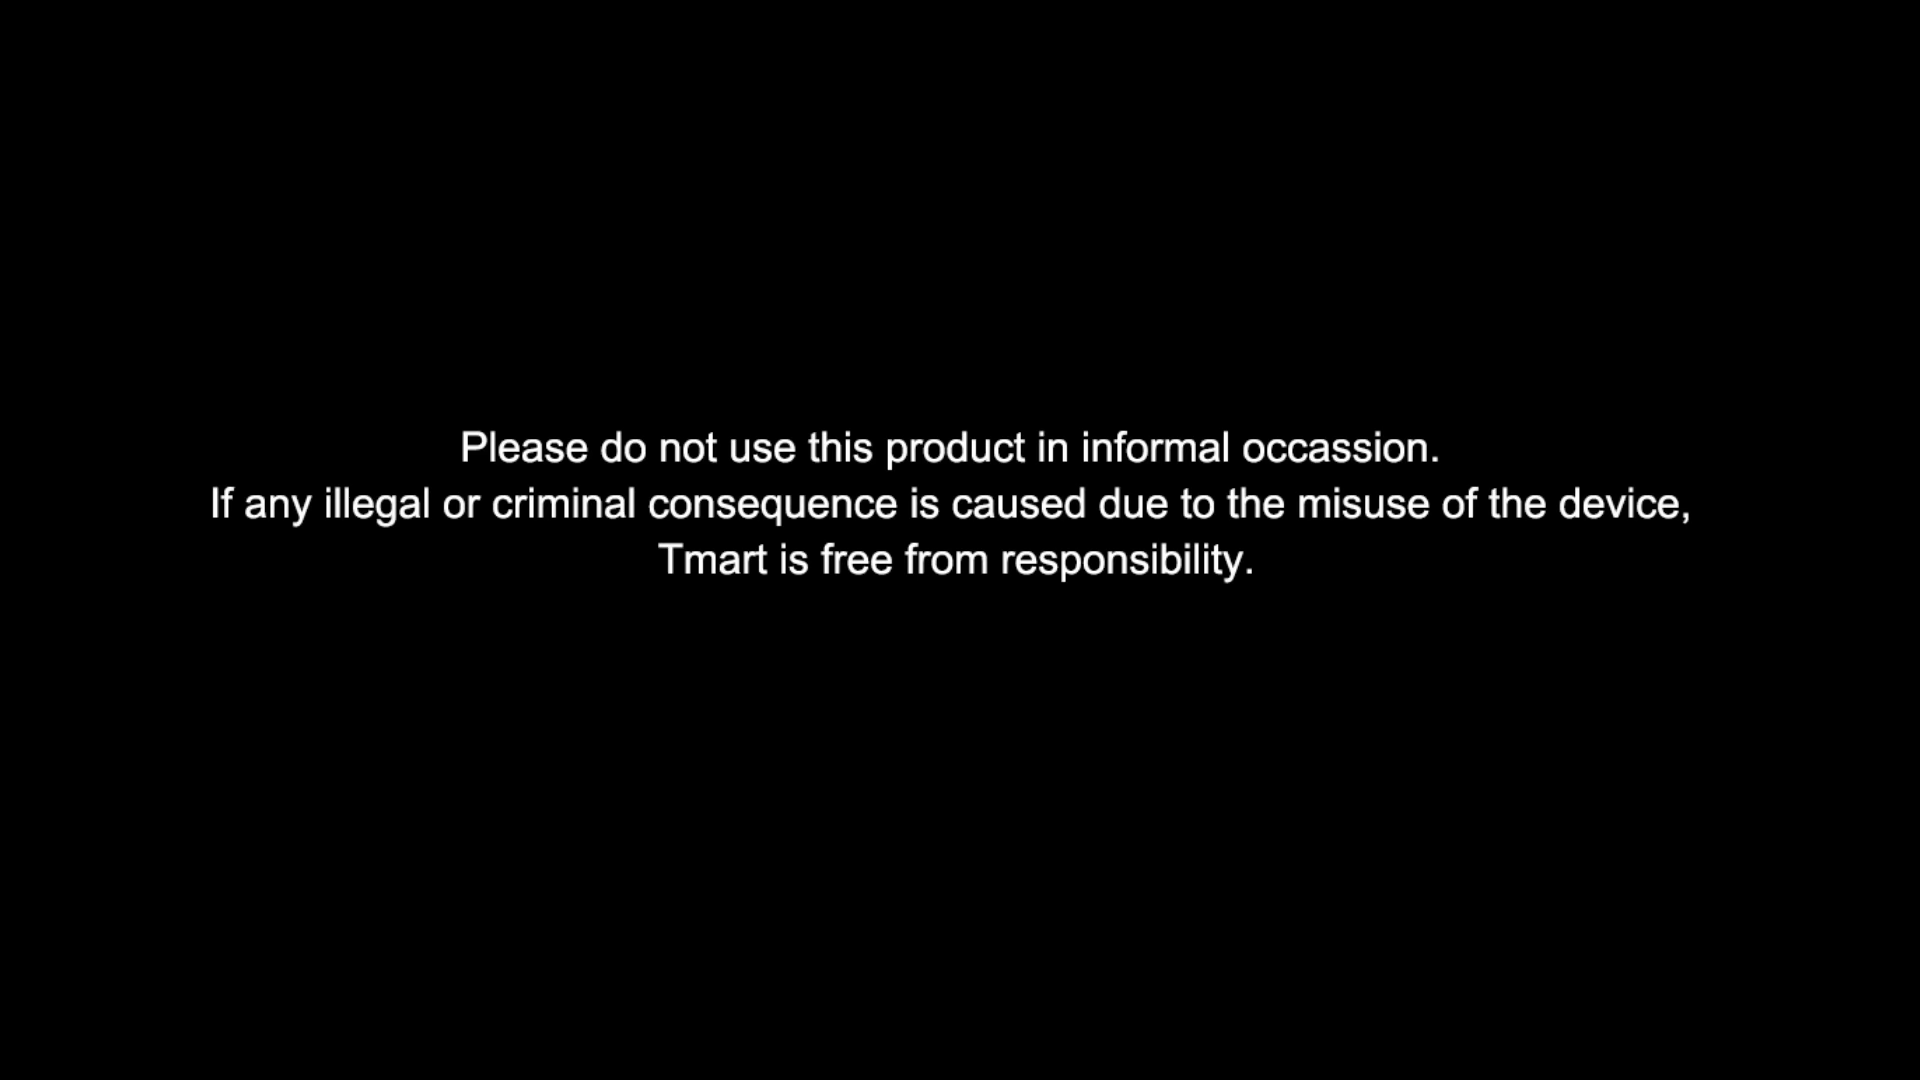 Please do not use this product in informal occassion.
If any illegal or criminal consequence is caused due to the misuse of the device,
Tmart is free from responsibility.